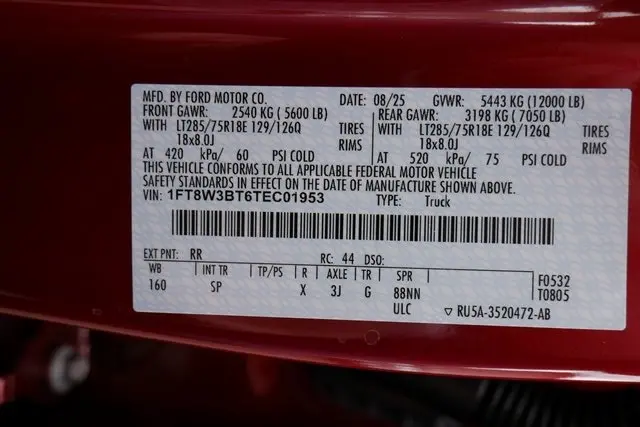 MFD. BY FORD MOTOR CO. DATE: 08/25 GVWR: 5443 KG (12000 LB)
FRONT GAWR: 2540 KG (5600 LB) REAR GAWR: 3198 KG (7050 LB)
WITH LT285/75R18E 129/126Q TIRES WITH LT285/75R18E 129/126Q TIRES
18x8.0J RIMS 18x8.0J RIMS
AT 420 kPa/ 60 PSI COLD AT 520 kPa/ 75 PSI COLD
THIS VEHICLE CONFORMS TO ALL APPLICABLE FEDERAL MOTOR VEHICLE
SAFETY STANDARDS IN EFFECT ON THE DATE OF MANUFACTURE SHOWN ABOVE.
VIN: 1FT8W3BT6TEC01953 TYPE: Truck
EXT PNT: RR RC: 44 DSO:
WB INT TR TP/PS R AXLE TR SPR F0532
160 SP X 3J G 88NN T0805
ULC ▽ RU5A-3520472-AB